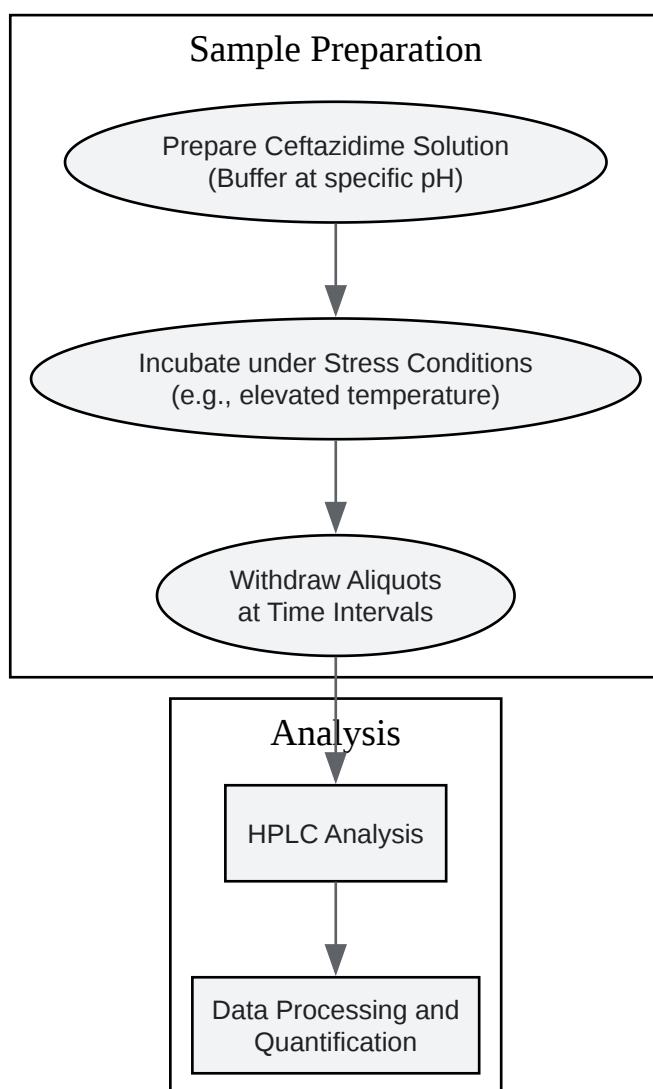 Sample Preparation
Prepare Ceftazidime Solution
(Buffer at specific pH)
Incubate under Stress Conditions
(e.g., elevated temperature)
Withdraw Aliquots
at Time Intervals
Analysis
HPLC Analysis
Data Processing and
Quantification